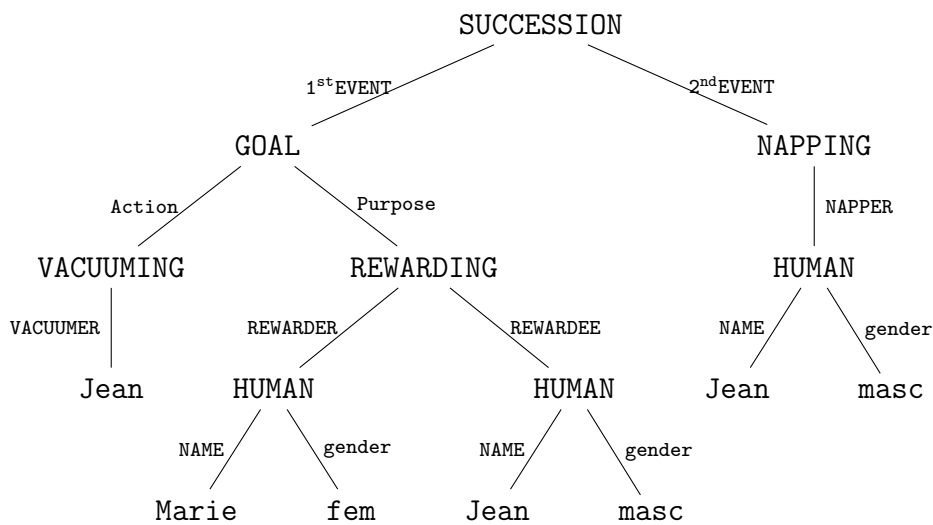 SUCCESSION
1stEVENT 2ndEVENT
GOAL NAPPING
Action Purpose NAPPER
VACUUMING REWARDING HUMAN
VACUUMER REWARDER REWARDEE NAME gender
Jean HUMAN HUMAN Jean masc
NAME gender NAME gender
Marie fem Jean masc